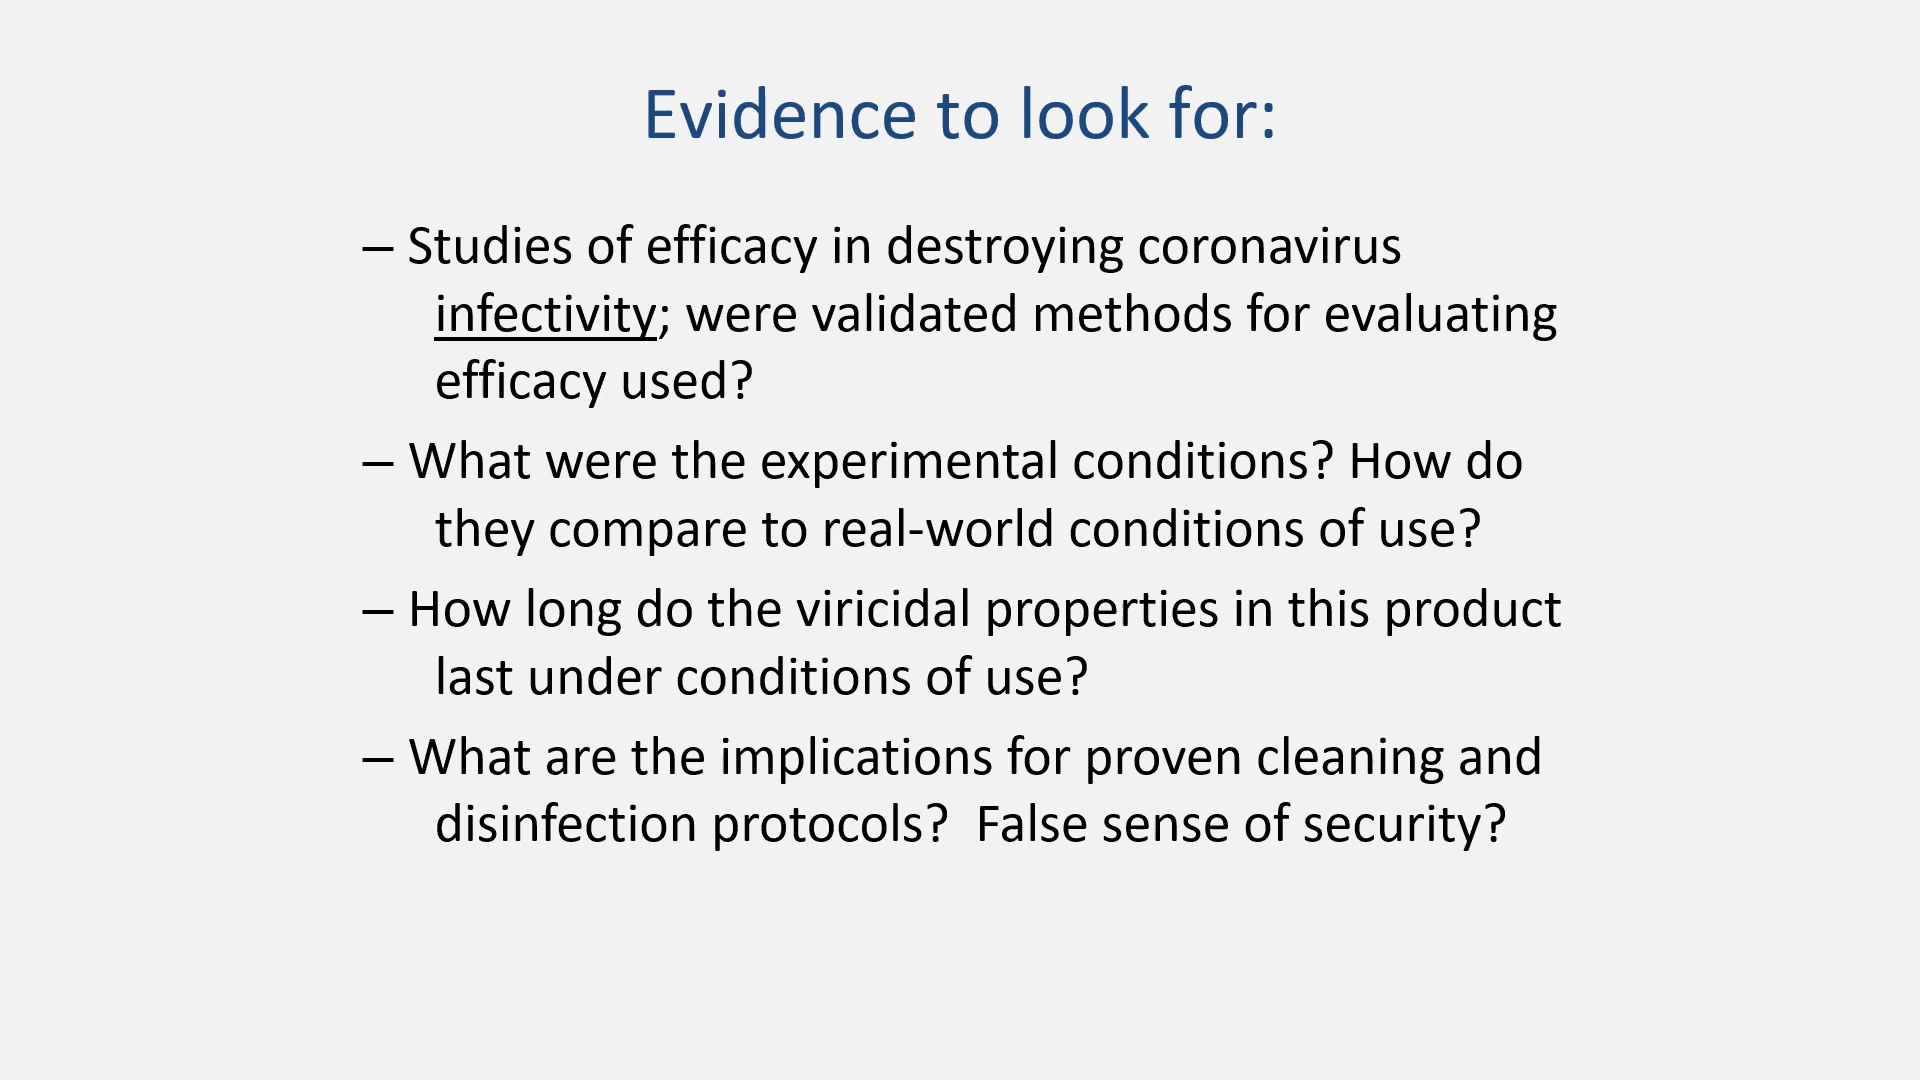 Evidence to look for:
– Studies of efficacy in destroying coronavirus
infectivity; were validated methods for evaluating
efficacy used?
– What were the experimental conditions? How do
they compare to real-world conditions of use?
– How long do the viricidal properties in this product
last under conditions of use?
– What are the implications for proven cleaning and
disinfection protocols?  False sense of security?